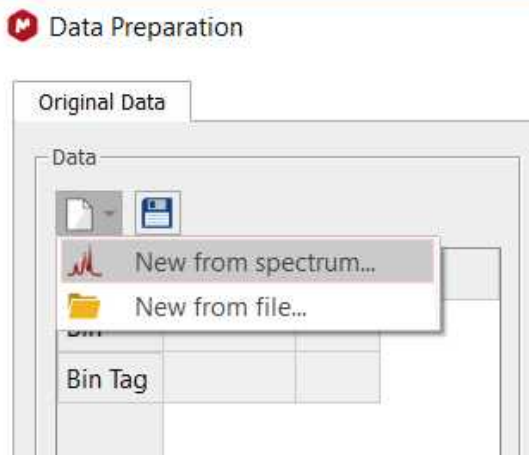 Data Preparation
Original Data
Data
New from spectrum...
New from file...
Bin Tag